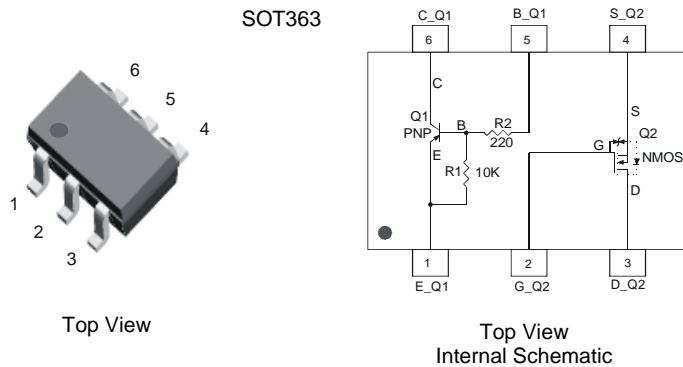 SOT363
6
5
4
1
2
3
Top View
C_Q1 B_Q1 S_Q2
6 5 4
C
S
Q1
PNP
B
R2
220
G
Q2
NMOS
E
R1 10K
D
1 2 3
E_Q1 G_Q2 D_Q2
Top View
Internal Schematic